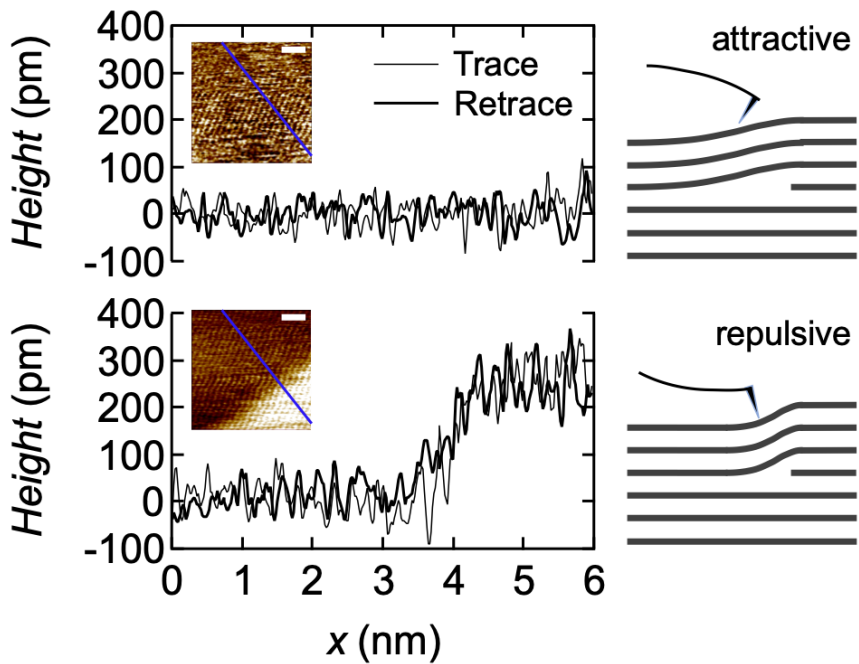 400
300
200
100
0
-100
Height (pm)
Trace
Retrace
attractive
400
300
200
100
0
-100
Height (pm)
repulsive
0 1 2 3 4 5 6
x (nm)